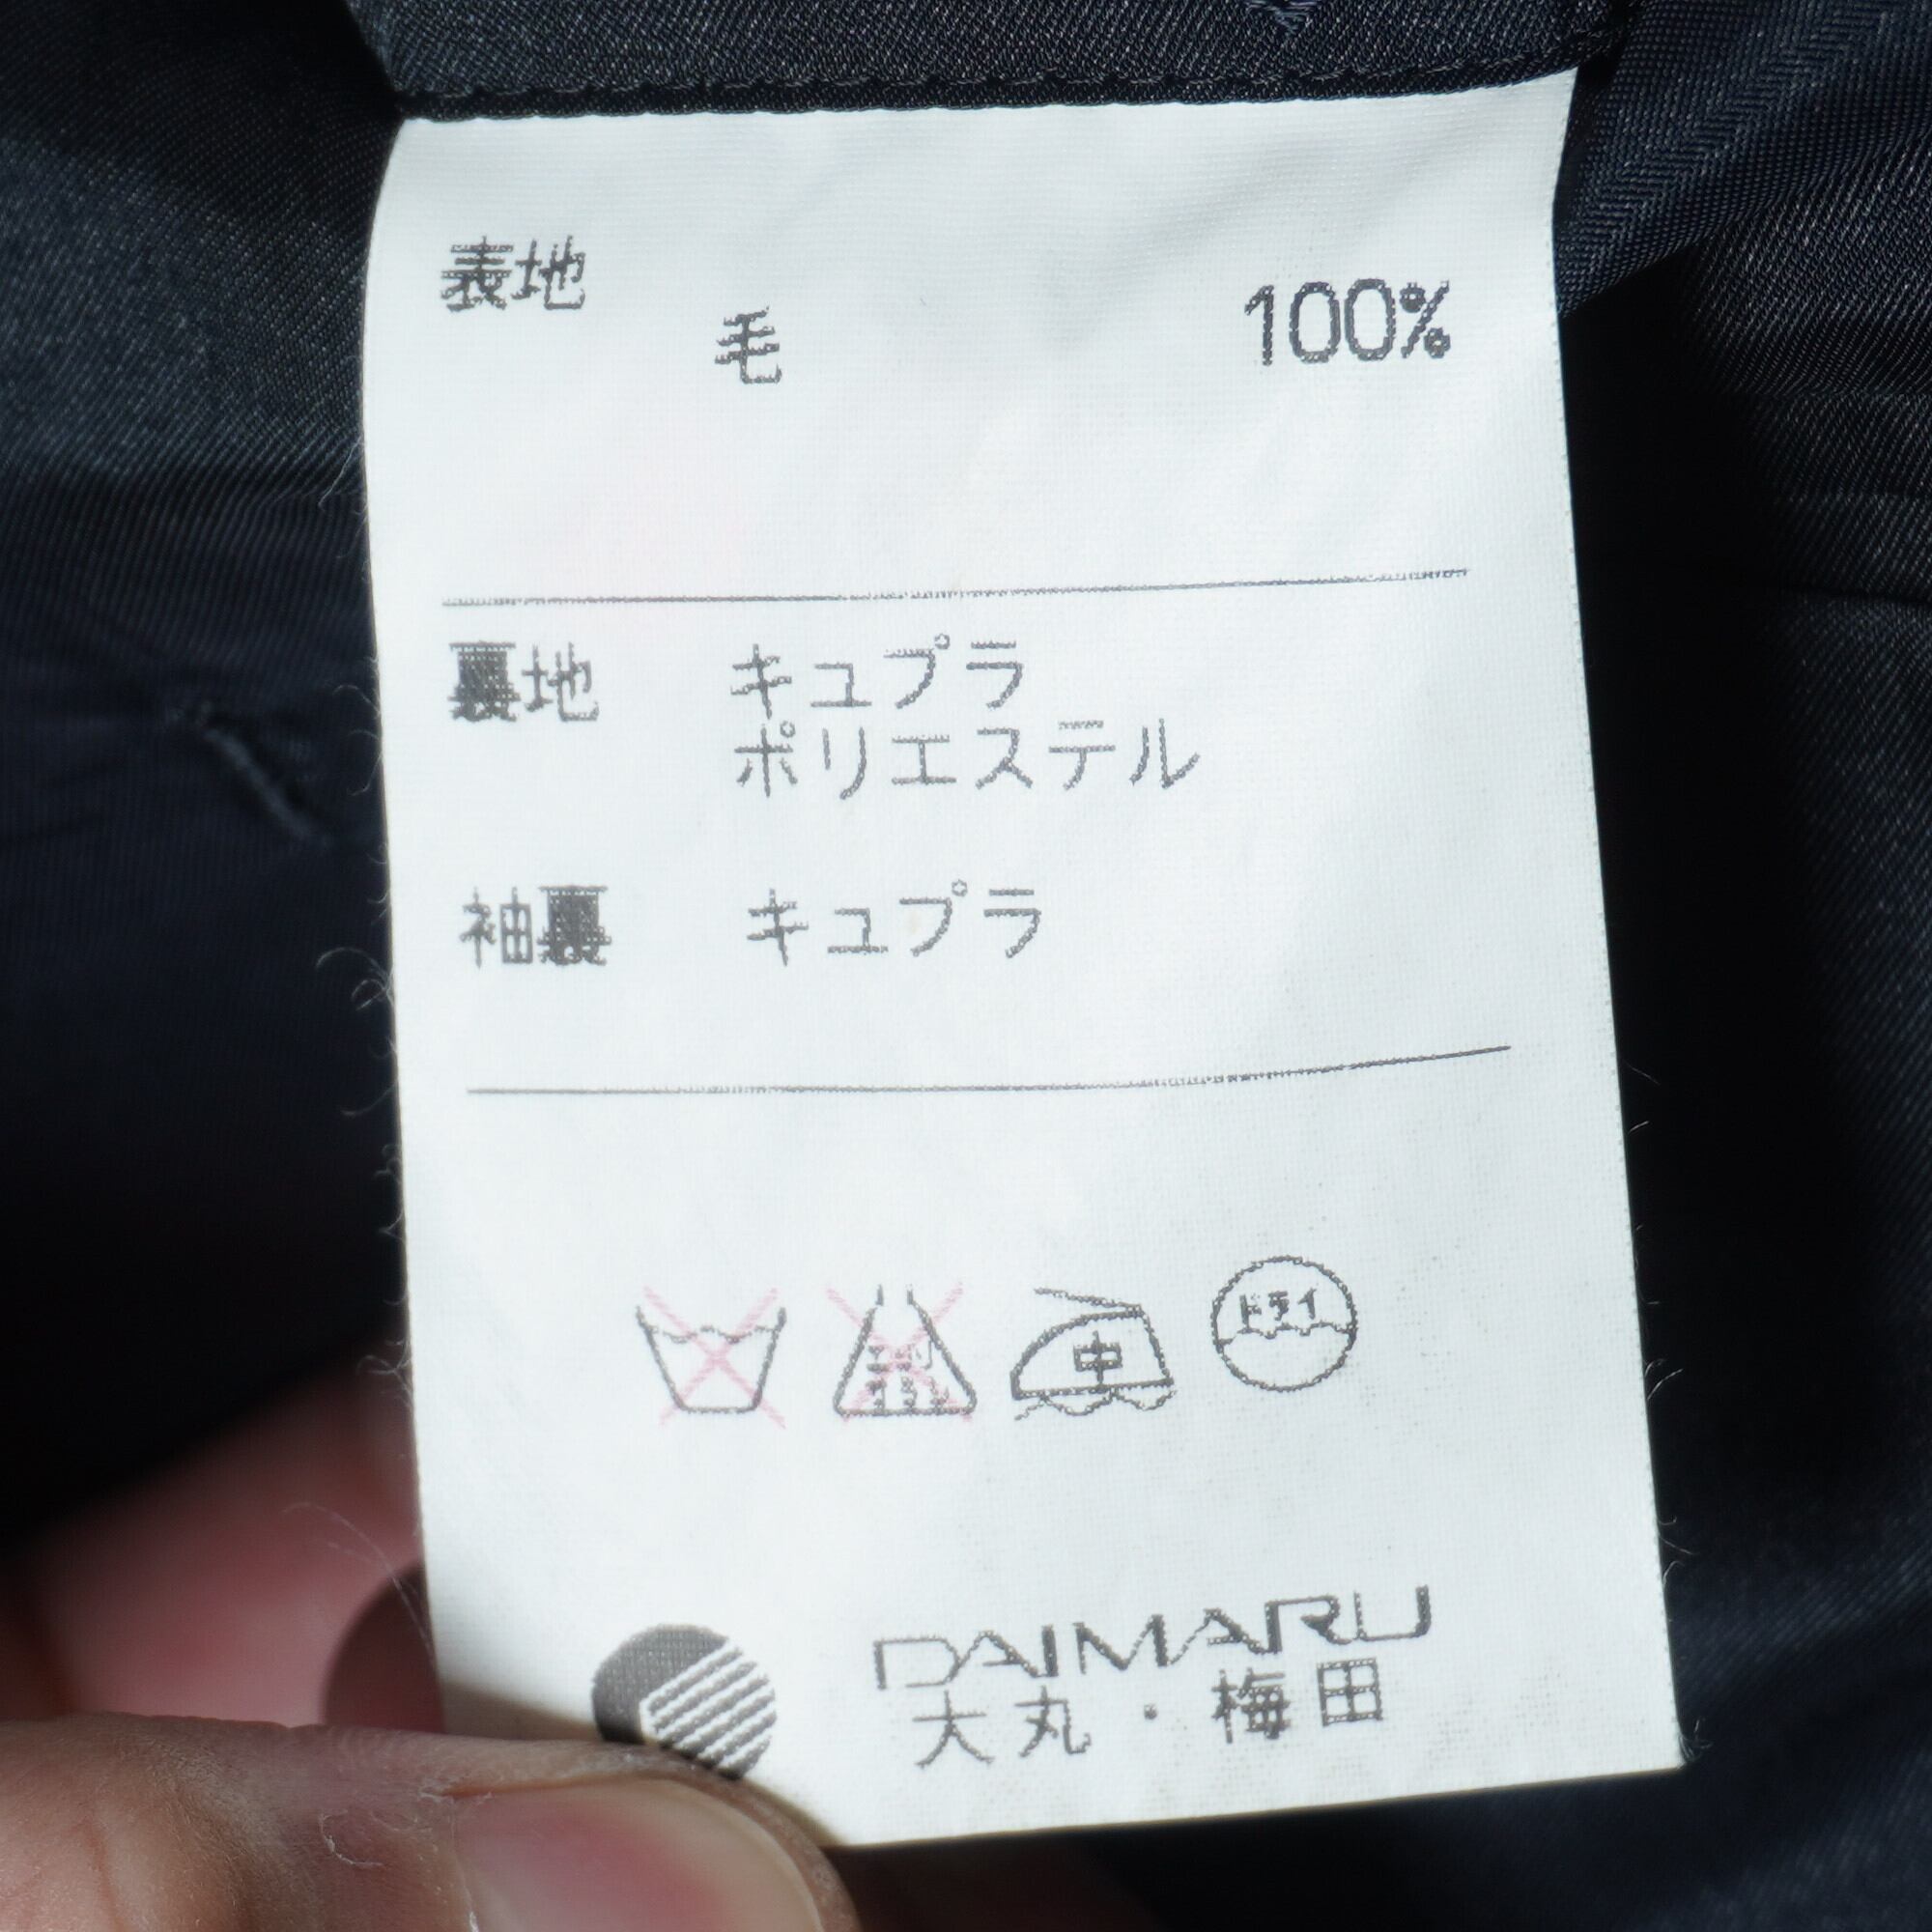 表地
毛 100%
裏地 キュプラ
ポリエステル
袖裏 キュプラ
中
ドライ
DAIMARU
大丸・梅田